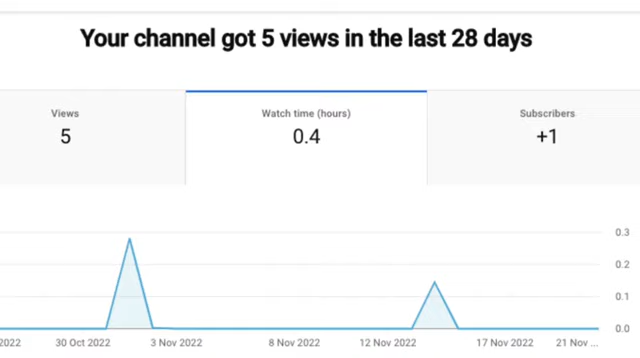 Your channel got 5 views in the last 28 days
Views
Watch time (hours)
Subscribers
5
0.4
+1
0.3
0.2
0.1
0.0
2022
30 Oct 2022
3 Nov 2022
8 Nov 2022
12 Nov 2022
17 Nov 2022
21 Nov ...